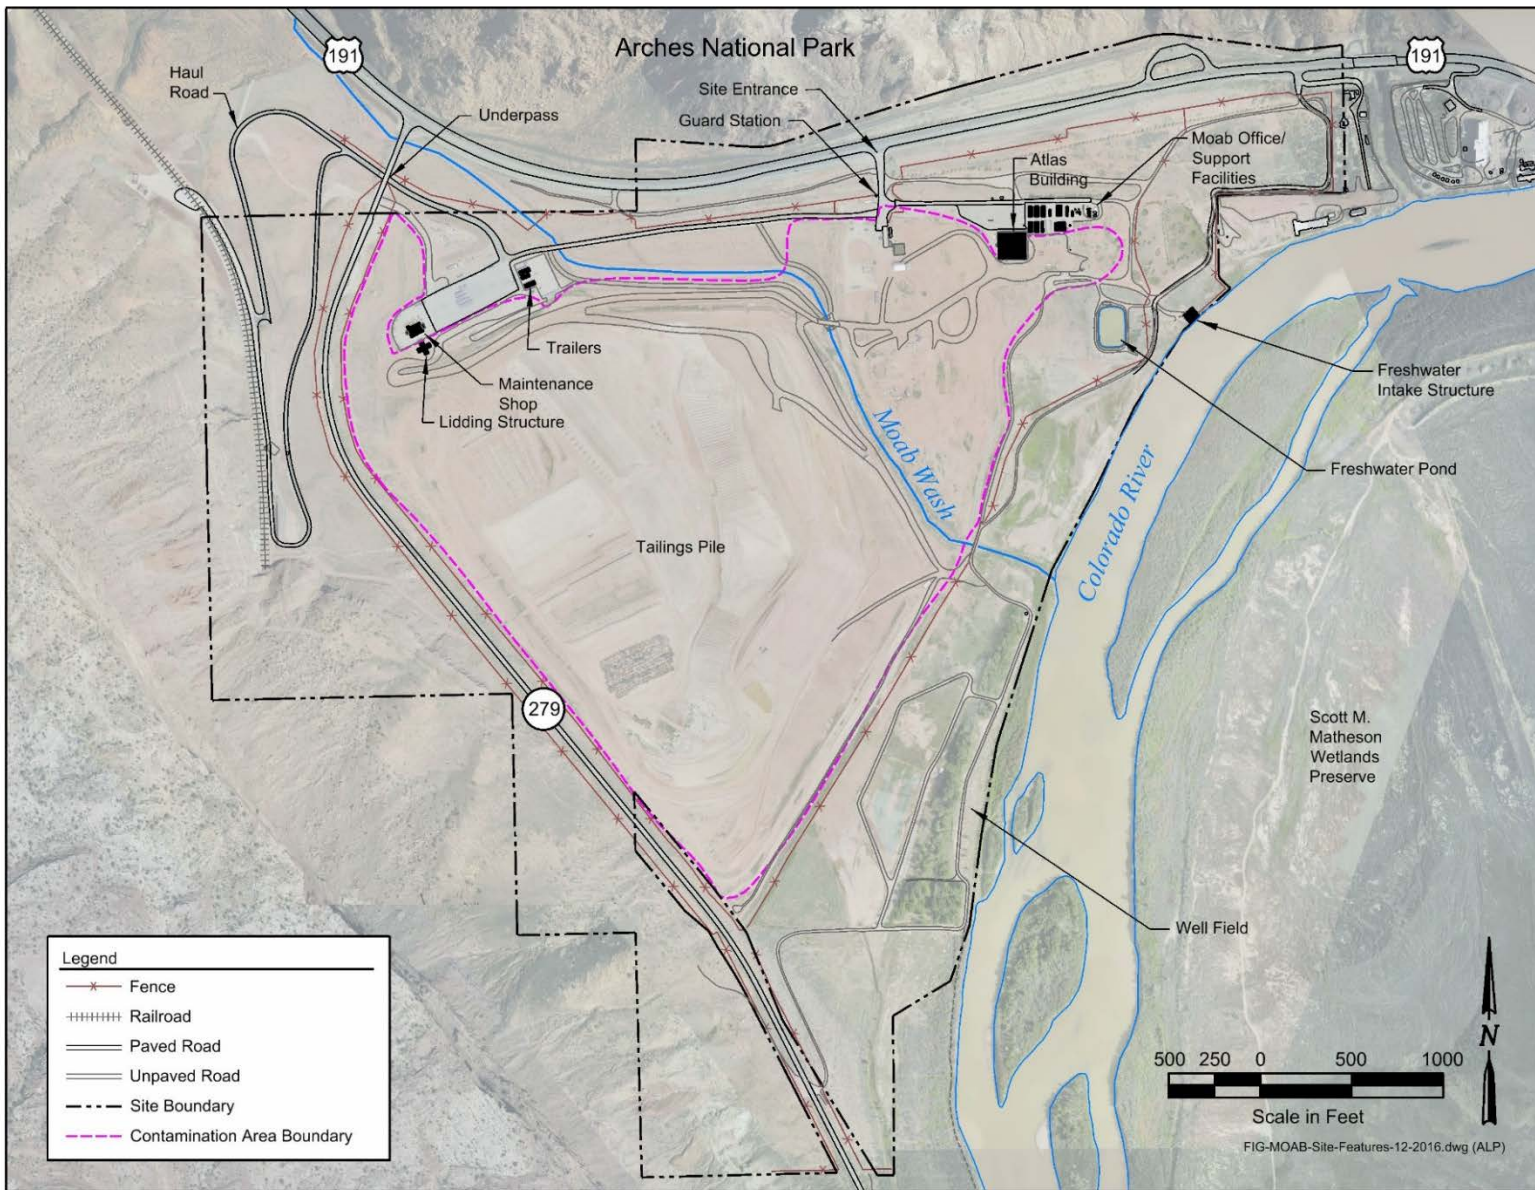 Arches National Park
191
191
Haul
Road
Underpass
Site Entrance
Guard Station
Atlas
Building
Moab Office/
Support
Facilities
Trailers
Maintenance
Shop
Lidding Structure
Freshwater
Intake Structure
Freshwater Pond
Moab Wash
Colorado River
Tailings Pile
279
Scott M.
Matheson
Wetlands
Preserve
Well Field
Legend
Fence
Railroad
Paved Road
Unpaved Road
Site Boundary
Contamination Area Boundary
N
500 250 0 500 1000
Scale in Feet
FIG-MOAB-Site-Features-12-2016.dwg (ALP)